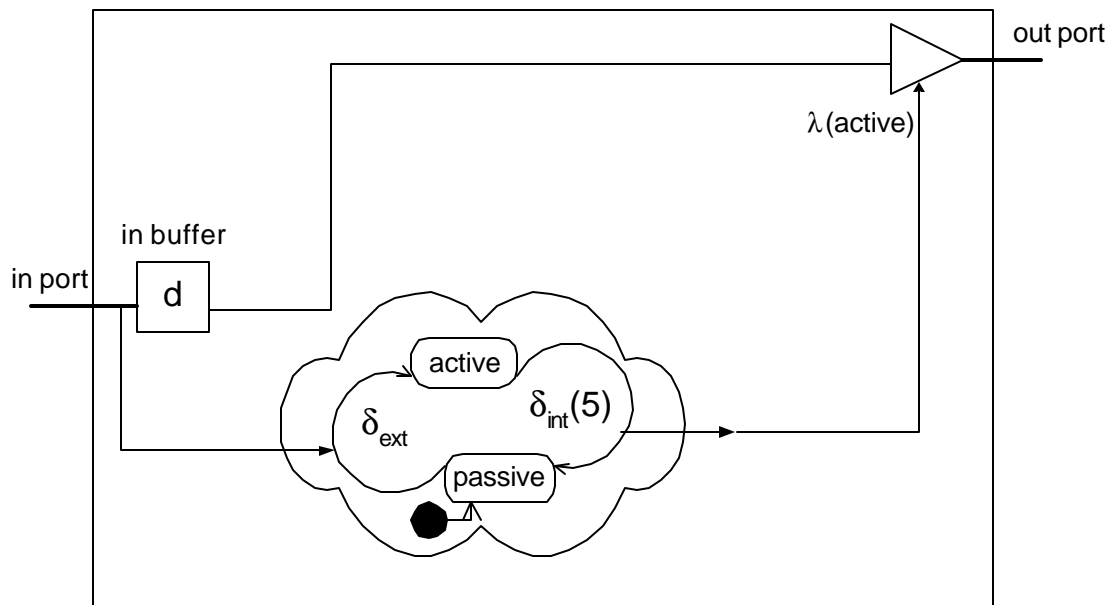 out port
λ(active)
in buffer
in port
d
active
δint(5)
δext
passive